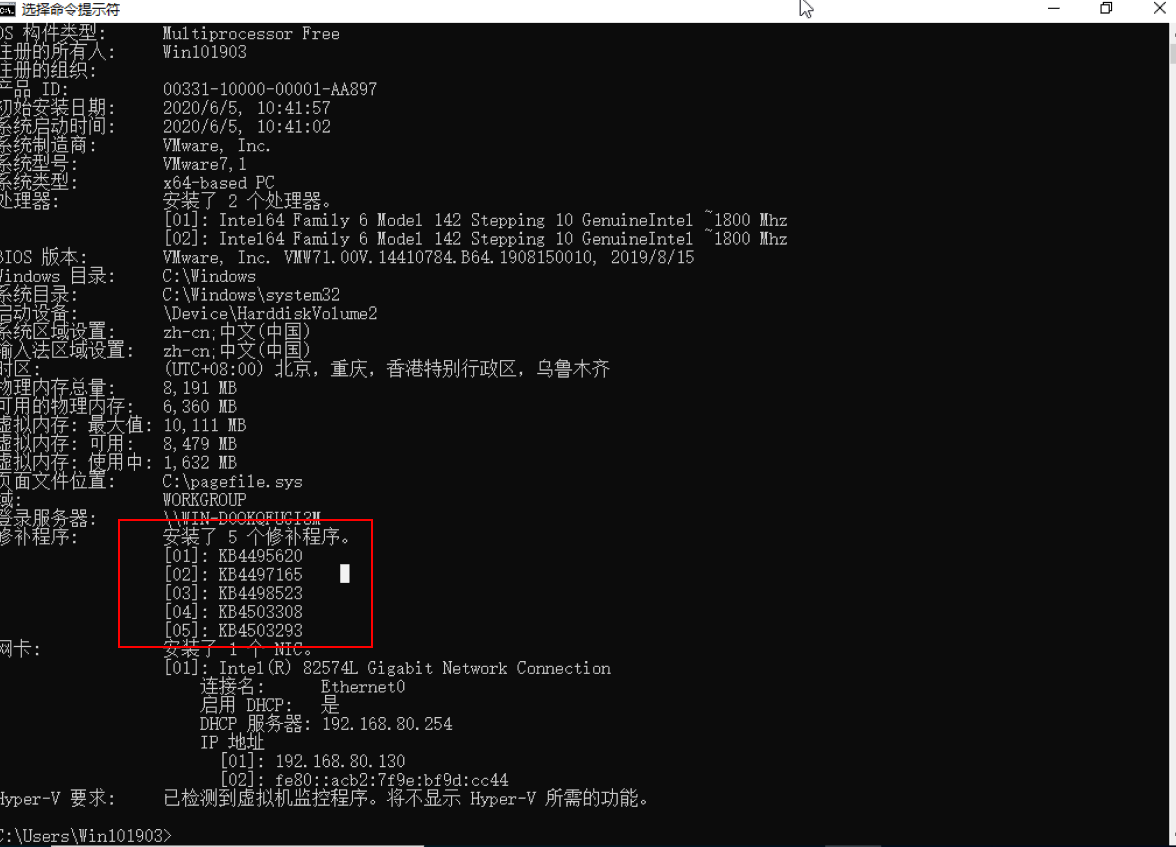 选择命令提示符
OS 构件类型: Multiprocessor Free
注册的所有人: Win101903
注册的组织:
产品 ID: 00331-10000-00001-AA897
初始安装日期: 2020/6/5, 10:41:57
系统启动时间: 2020/6/5, 10:41:02
系统制造商: VMware, Inc.
系统型号: VMware7,1
系统类型: x64-based PC
处理器: 安装了 2 个处理器。
[01]: Intel64 Family 6 Model 142 Stepping 10 GenuineIntel ~1800 Mhz
[02]: Intel64 Family 6 Model 142 Stepping 10 GenuineIntel ~1800 Mhz
BIOS 版本: VMware, Inc. VMW71.00V.14410784.B64.1908150010, 2019/8/15
Windows 目录: C:\Windows
系统目录: C:\Windows\system32
启动设备: \Device\HarddiskVolume2
系统区域设置: zh-cn;中文(中国)
输入法区域设置: zh-cn;中文(中国)
时区: (UTC+08:00) 北京，重庆，香港特别行政区，乌鲁木齐
物理内存总量: 8,191 MB
可用的物理内存: 6,360 MB
虚拟内存: 最大值: 10,111 MB
虚拟内存: 可用: 8,479 MB
虚拟内存: 使用中: 1,632 MB
页面文件位置: C:\pagefile.sys
域: WORKGROUP
登录服务器: \\WIN-D0OKQFUGI3M
修补程序: 安装了 5 个修补程序。
[01]: KB4495620
[02]: KB4497165
[03]: KB4498523
[04]: KB4503308
[05]: KB4503293
网卡: 安装了 1 个 NIC。
[01]: Intel(R) 82574L Gigabit Network Connection
连接名: Ethernet0
启用 DHCP: 是
DHCP 服务器: 192.168.80.254
IP 地址
[01]: 192.168.80.130
[02]: fe80::acb2:7f9e:bf9d:cc44
Hyper-V 要求: 已检测到虚拟机监控程序。将不显示 Hyper-V 所需的功能。
C:\Users\Win101903>